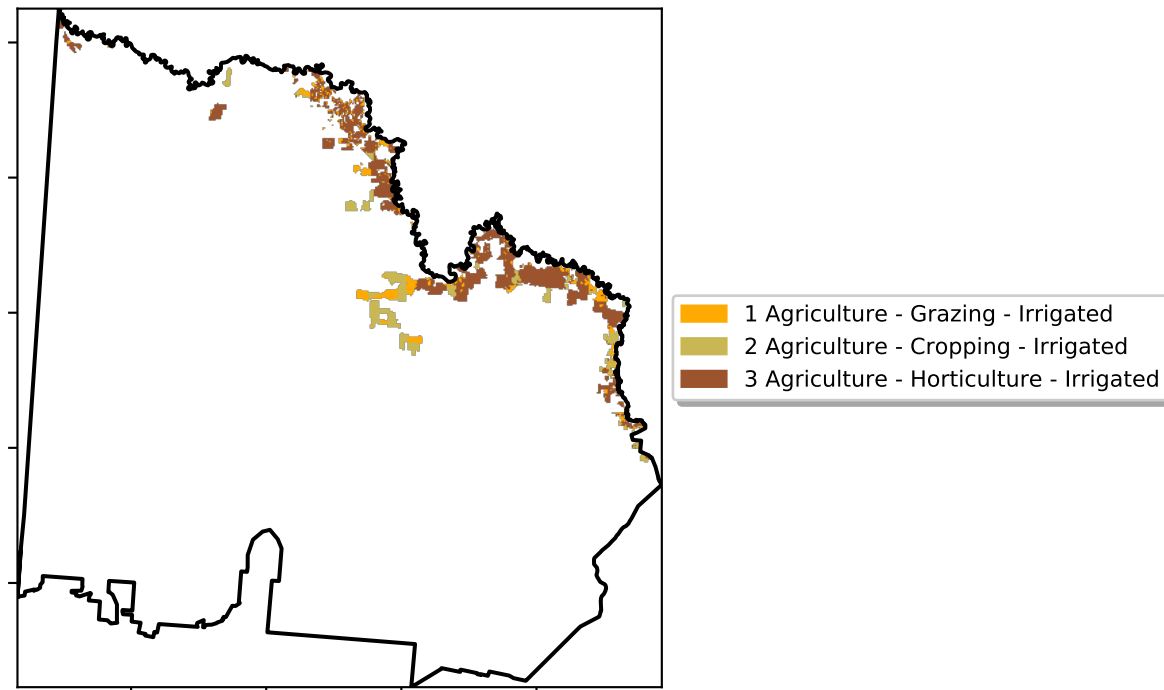 1 Agriculture - Grazing - Irrigated
2 Agriculture - Cropping - Irrigated
3 Agriculture - Horticulture - Irrigated